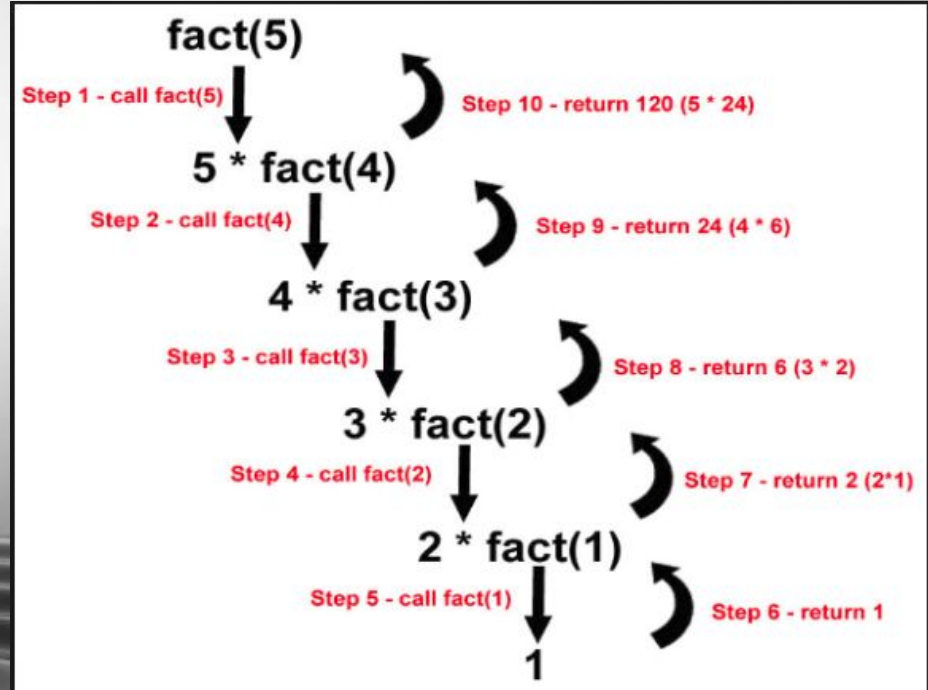 fact(5)
Step 1 - call fact(5)
Step 10 - return 120 (5 * 24)
5 * fact(4)
Step 2 - call fact(4)
Step 9 - return 24 (4 * 6)
4 * fact(3)
Step 3 - call fact(3)
Step 8 - return 6 (3 * 2)
3 * fact(2)
Step 4 - call fact(2)
Step 7 - return 2 (2*1)
2 * fact(1)
Step 5 - call fact(1)
Step 6 - return 1
1